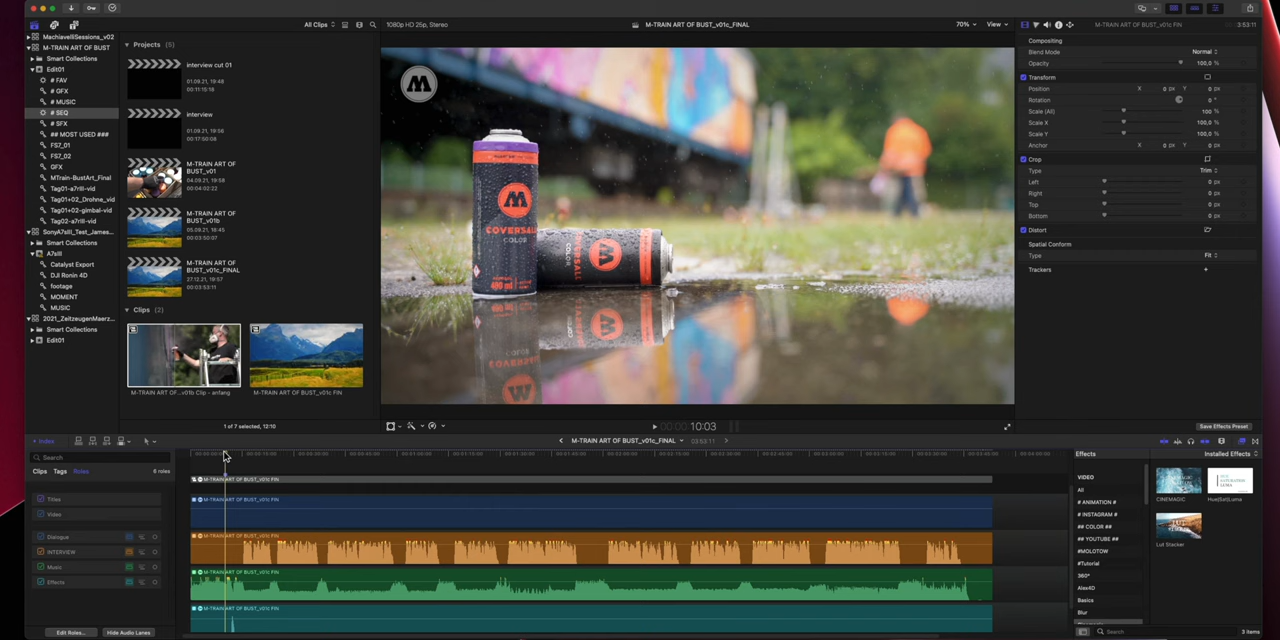 All Clips
1080p HD 25p, Stereo
M-TRAIN ART OF BUST_v01c_FINAL
70%
View
M-TRAIN ART OF BUST_v01c FIN
3:53:11
MachiavelliSessions_v02
M-TRAIN ART OF BUST
Smart Collections
Edit01
# FAV
# GFX
# MUSIC
# SEQ
# SFX
## MOST USED ###
FS7_01
FS7_02
GFX
MTrain-BustArt_Final
Tag01-a7rIII-vid
Tag01+02_Drohne_vid
Tag01+02-gimbal-vid
Tag02-a7rIII-vid
SonyA7sIII_Test_James...
Smart Collections
A7sIII
Catalyst Export
DJI Ronin 4D
footage
MOMENT
MUSIC
2021_ZeitzeugenMaerz...
Smart Collections
Edit01
Projects (5)
interview cut 01
01.09.21, 19:48
00:11:15:18
interview
01.09.21, 19:56
00:17:50:06
M-TRAIN ART OF
BUST_v01
04.09.21, 19:58
00:04:02:22
M-TRAIN ART OF
BUST_v01b
05.09.21, 18:45
00:03:50:07
M-TRAIN ART OF
BUST_v01c_FINAL
27.12.21, 19:57
00:03:53:11
Clips (2)
M-TRAIN ART OF...v01b Clip - anfang
M-TRAIN ART OF BUST_v01c FIN
1 of 7 selected, 12:10
M
M
COVERSALL
COLOR
400 ml
COVERSALL
COLOR
00:00:10:03
Compositing
Blend Mode
Normal
Opacity
100,0 %
Transform
Position
X
0 px
Y
0 px
Rotation
0 °
Scale (All)
100 %
Scale X
100,0 %
Scale Y
100,0 %
Anchor
X
0 px
Y
0 px
Crop
Type
Trim
Left
0 px
Right
0 px
Top
0 px
Bottom
0 px
Distort
Spatial Conform
Type
Fit
Trackers
Save Effects Preset
Index
M-TRAIN ART OF BUST_v01c_FINAL
03:53:11
Search
Clips
Tags
Roles
6 roles
Titles
Video
Dialogue
INTERVIEW
Music
Effects
Edit Roles...
Hide Audio Lanes
M-TRAIN ART OF BUST_v01c FIN
M-TRAIN ART OF BUST_v01c FIN
M-TRAIN ART OF BUST_v01c FIN
M-TRAIN ART OF BUST_v01c FIN
M-TRAIN ART OF BUST_v01c FIN
Effects
Installed Effects
VIDEO
All
# ANIMATION #
# INSTAGRAM #
## COLOR ##
## YOUTUBE ##
#MOLOTOW
#Tutorial
360°
Alex4D
Basics
Blur
CINEMAGIC
Hue/Sat/Luma
Lut Stacker
Search
3 items